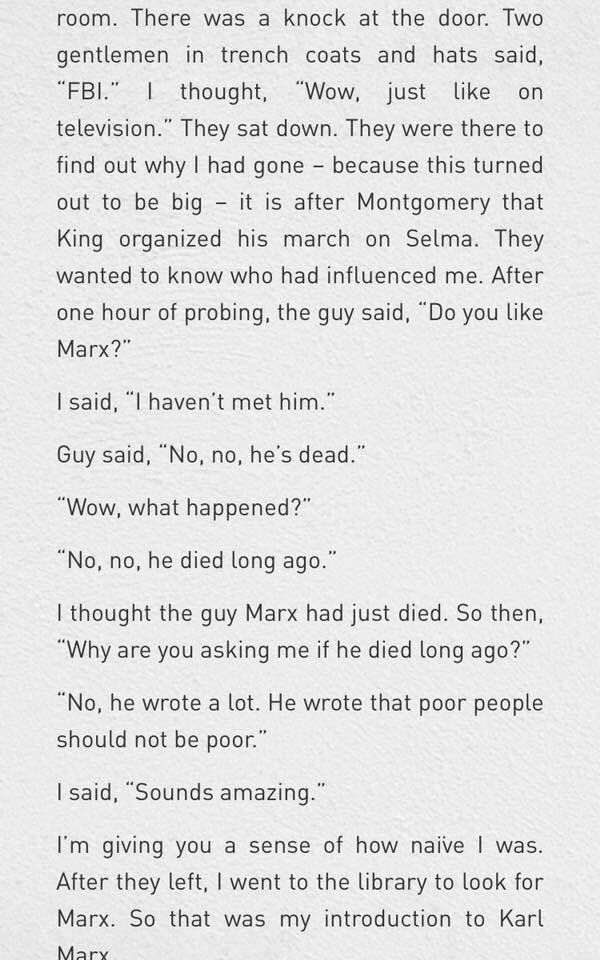 room. There was a knock at the door. Two
gentlemen in trench coats and hats said,
“FBI.” I thought, “Wow, just like on
television.” They sat down. They were there to
find out why I had gone – because this turned
out to be big – it is after Montgomery that
King organized his march on Selma. They
wanted to know who had influenced me. After
one hour of probing, the guy said, “Do you like
Marx?”
I said, “I haven’t met him.”
Guy said, “No, no, he’s dead.”
“Wow, what happened?”
“No, no, he died long ago.”
I thought the guy Marx had just died. So then,
“Why are you asking me if he died long ago?”
“No, he wrote a lot. He wrote that poor people
should not be poor.”
I said, “Sounds amazing.”
I’m giving you a sense of how naïve I was.
After they left, I went to the library to look for
Marx. So that was my introduction to Karl
Marx.